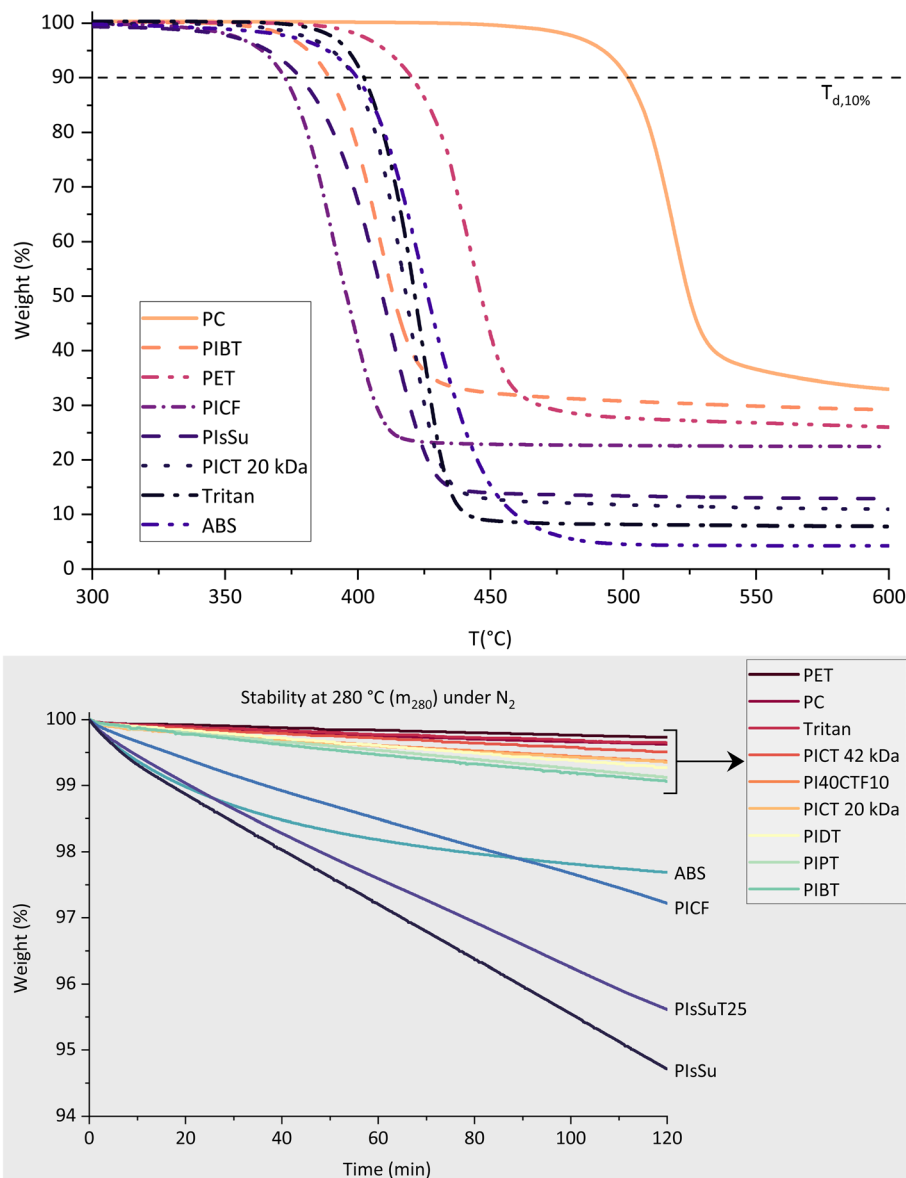 100
90
80
70
60
50
40
30
20
10
0
Weight (%)
T_d,10%
PC
PIBT
PET
PICF
PIsSu
PICT 20 kDa
Tritan
ABS
300
350
400
450
500
550
600
T(°C)
Stability at 280 °C (m_280) under N_2
100
99
98
97
96
95
94
Weight (%)
PET
PC
Tritan
PICT 42 kDa
PI40CTF10
PICT 20 kDa
PIDT
PIPT
PIBT
ABS
PICF
PIsSuT25
PIsSu
0
20
40
60
80
100
120
Time (min)